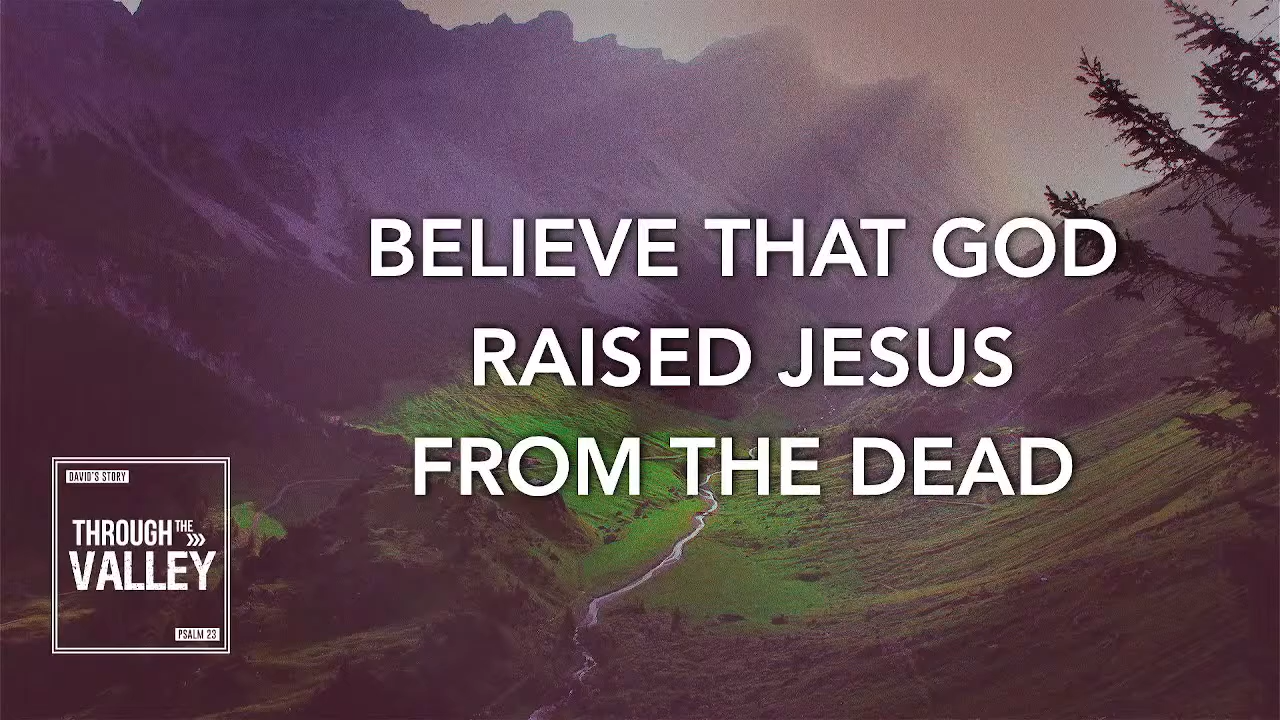 BELIEVE THAT GOD
RAISED JESUS
FROM THE DEAD
DAVID'S STORY
THROUGH THE
VALLEY
PSALM 23